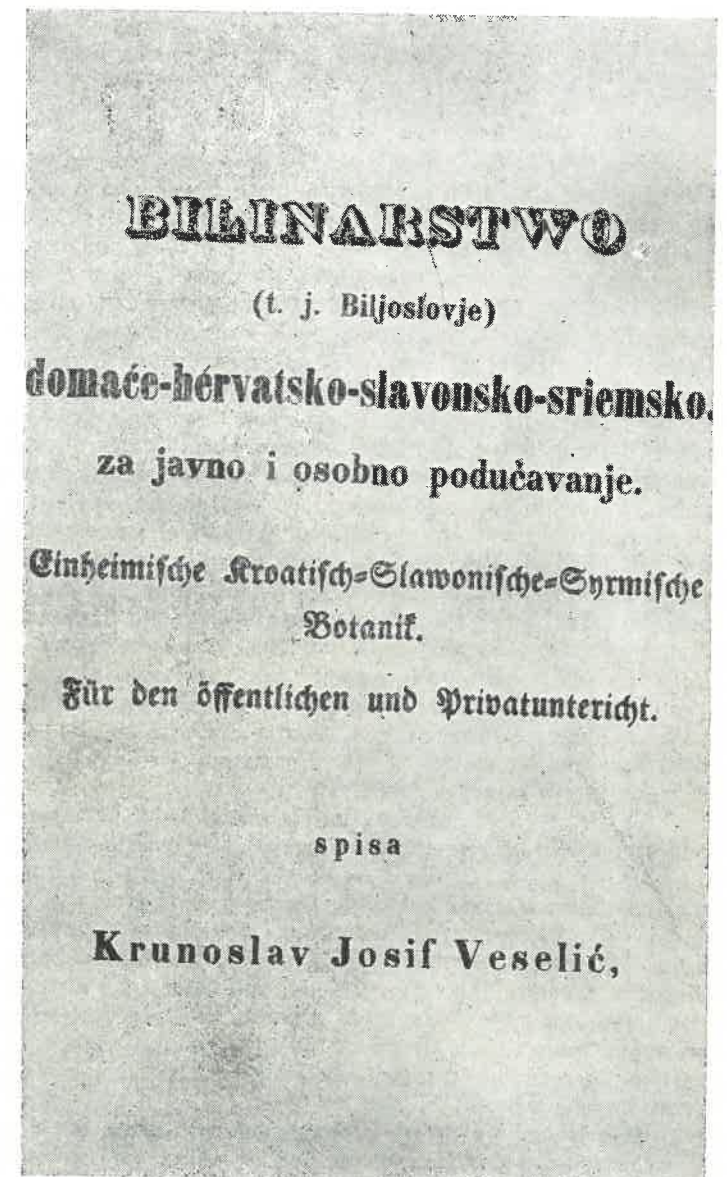 BILINARSTWO
(t. j. Biljoslovje)
domaće-hérvatsko-slavonsko-sriemsko.
za javno i osobno podučavanje.
Einheimische Kroatisch-Slawonische-Syrmische
Botanik.
Für den öffentlichen und Privatuntericht.
spisa
Krunoslav Josif Veselić,